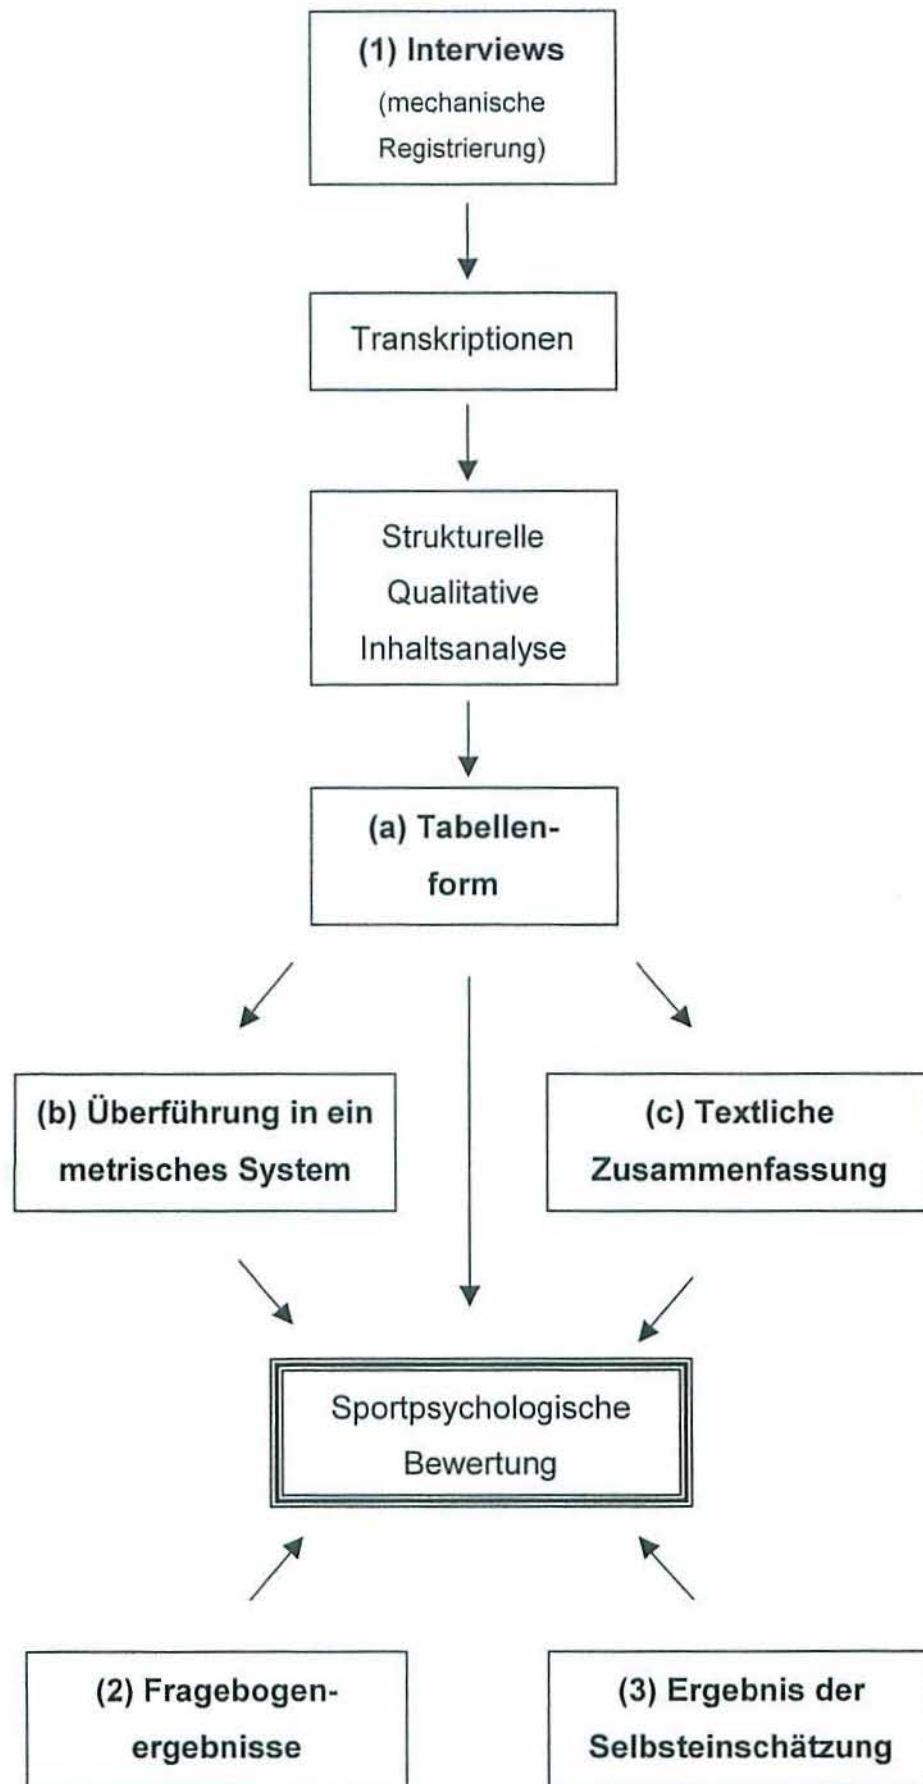 (1) Interviews
(mechanische
Registrierung)
Transkriptionen
Strukturelle
Qualitative
Inhaltsanalyse
(a) Tabellen-
form
(b) Überführung in ein
metrisches System
(c) Textliche
Zusammenfassung
Sportpsychologische
Bewertung
(2) Fragebogen-
ergebnisse
(3) Ergebnis der
Selbsteinschätzung